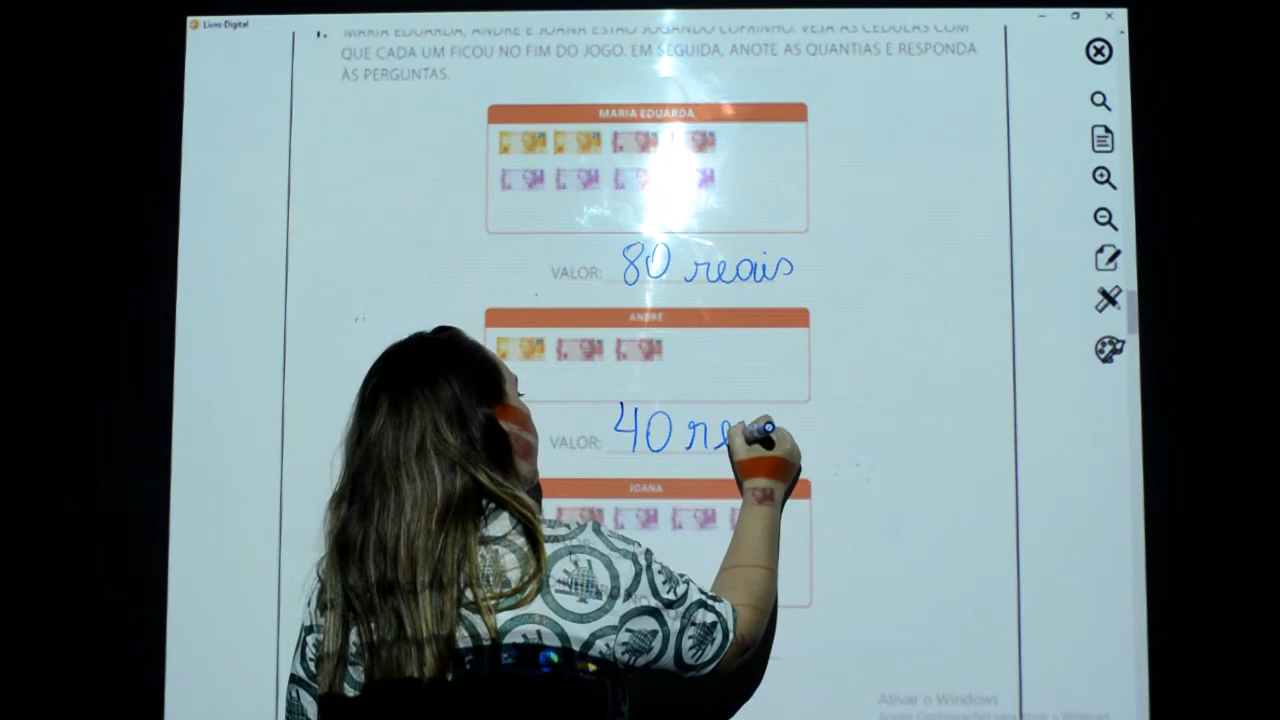 Livro Digital
1. MARIA EDUARDA, ANDRÉ E JOANA ESTÃO JOGANDO COFRINHO. VEJA AS CÉDULAS COM
QUE CADA UM FICOU NO FIM DO JOGO. EM SEGUIDA, ANOTE AS QUANTIAS E RESPONDA
ÀS PERGUNTAS.
MARIA EDUARDA
VALOR: 80 reais
ANDRÉ
VALOR: 40 re
JOANA
Ativar o Windows